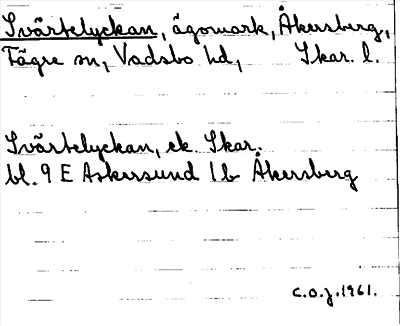 Svärtelyckan, ägomark, Åkersberg,
Fägre sn, Vadsbo hd, Skar. l.
Svärtelyckan, ek. Skar.
bl. 9 E Askersund 1b Åkersberg
C.O.J. 1961.